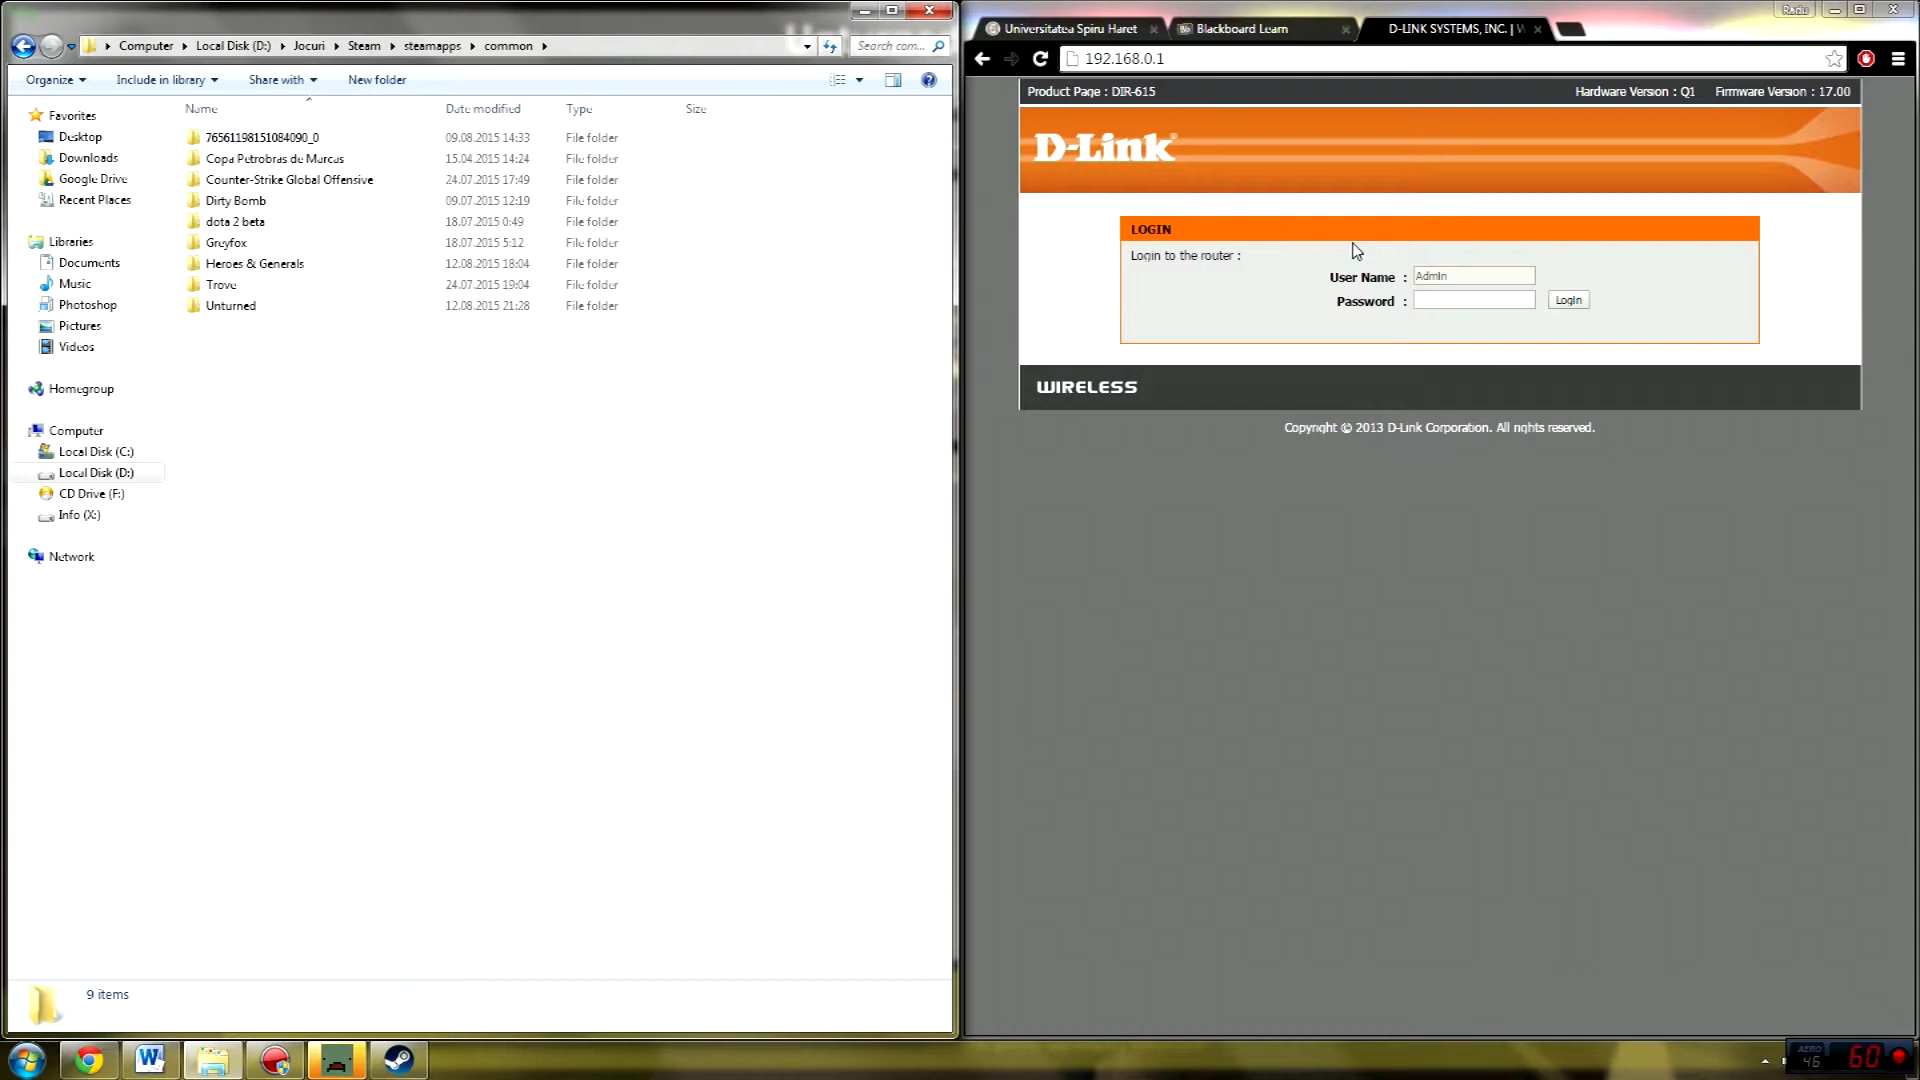 Computer Local Disk (D:) Jocuri Steam steamapps common
Search com...
Organize Include in library Share with New folder
Name Date modified Type Size
Favorites
Desktop
Downloads
Google Drive
Recent Places
Libraries
Documents
Music
Photoshop
Pictures
Videos
Homegroup
Computer
Local Disk (C:)
Local Disk (D:)
CD Drive (F:)
Info (X:)
Network
76561198151084090_0 09.08.2015 14:33 File folder
Copa Petrobras de Marcas 15.04.2015 14:24 File folder
Counter-Strike Global Offensive 24.07.2015 17:49 File folder
Dirty Bomb 09.07.2015 12:19 File folder
dota 2 beta 18.07.2015 0:49 File folder
Greyfox 18.07.2015 5:12 File folder
Heroes & Generals 12.08.2015 18:04 File folder
Trove 24.07.2015 19:04 File folder
Unturned 12.08.2015 21:28 File folder
9 items
Radu
Universitatea Spiru Haret Blackboard Learn D-LINK SYSTEMS, INC. |
192.168.0.1
Product Page : DIR-615 Hardware Version : Q1 Firmware Version : 17.00
D-Link
LOGIN
Login to the router :
User Name : Admin
Password : Login
WIRELESS
Copyright © 2013 D-Link Corporation. All rights reserved.
AERO
46 60